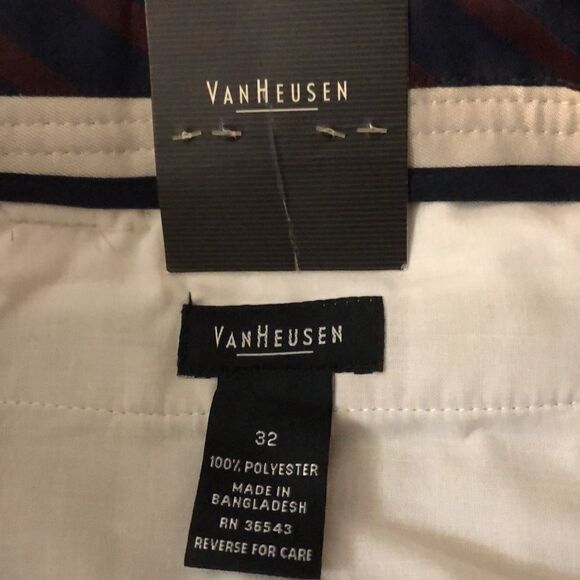 VANHEUSEN
VANHEUSEN
32
100% POLYESTER
MADE IN
BANGLADESH
RN 36543
REVERSE FOR CARE